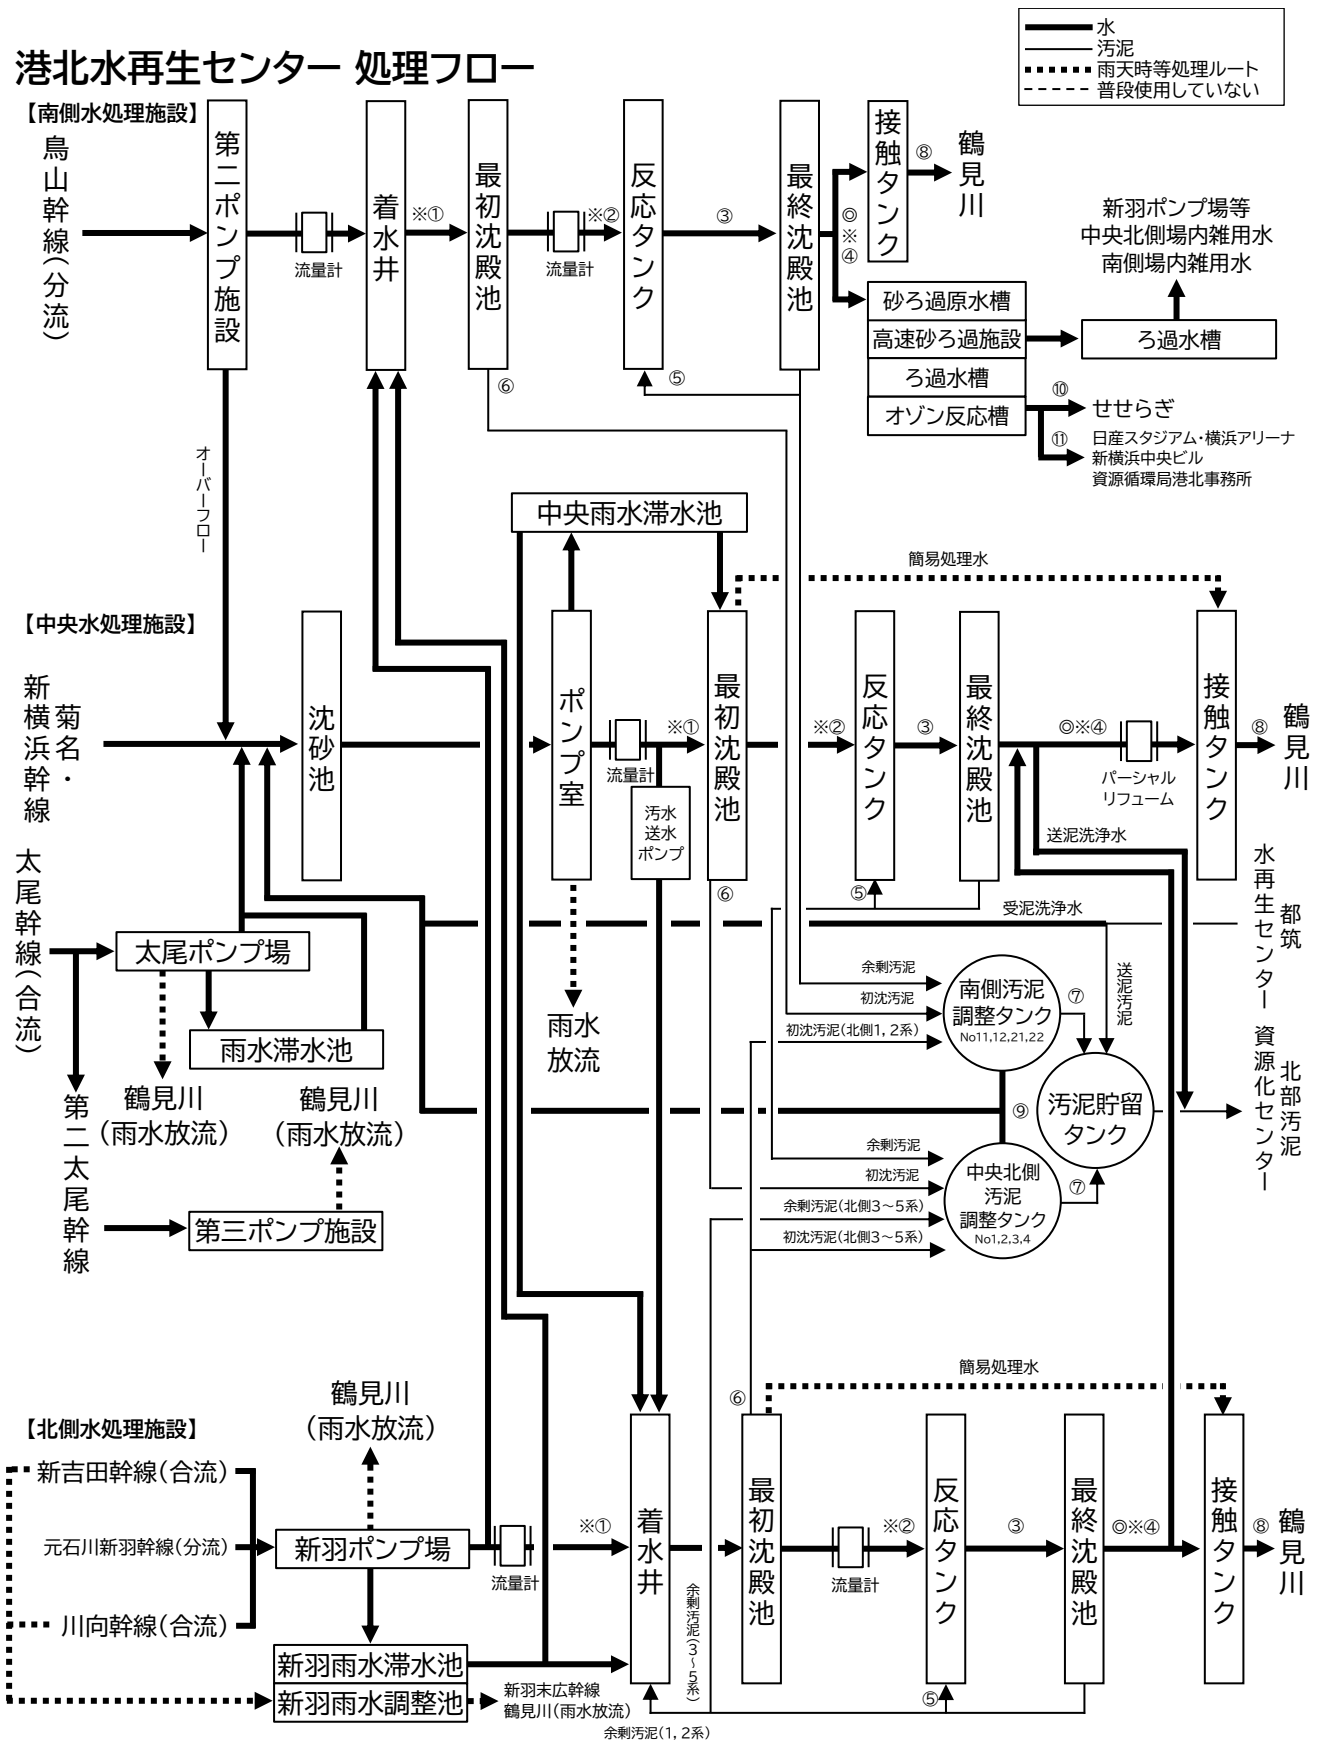 港北水再生センター 処理フロー
水
汚泥
雨天時等処理ルート
普段使用していない
【南側水処理施設】
鳥山幹線(分流)
第二ポンプ施設
流量計
着水井
※①
最初沈殿池
流量計
※②
反応タンク
③
最終沈殿池
◎※④
接触タンク
⑧
鶴見川
砂ろ過原水槽
高速砂ろ過施設
ろ過水槽
オゾン反応槽
新羽ポンプ場等
中央北側場内雑用水
南側場内雑用水
ろ過水槽
⑩
せせらぎ
⑪
日産スタジアム・横浜アリーナ
新横浜中央ビル
資源循環局港北事務所
⑥
⑤
オーバーフロー
中央雨水滞水池
簡易処理水
【中央水処理施設】
菊名・
新横浜幹線
沈砂池
ポンプ室
流量計
※①
汚水
送水
ポンプ
最初沈殿池
※②
反応タンク
③
最終沈殿池
◎※④
パーシャル
リフューム
接触タンク
⑧
鶴見川
送泥洗浄水
⑥
⑤
受泥洗浄水
都筑
水再生センター
太尾幹線(合流)
太尾ポンプ場
雨水滞水池
鶴見川
(雨水放流)
鶴見川
(雨水放流)
第二太尾幹線
第三ポンプ施設
雨水
放流
余剰汚泥
初沈汚泥
初沈汚泥(北側1, 2系)
南側汚泥
調整タンク
No11,12,21,22
⑦
送泥汚泥
汚泥貯留
タンク
⑨
北部汚泥
資源化センター
余剰汚泥
初沈汚泥
余剰汚泥(北側3~5系)
初沈汚泥(北側3~5系)
中央北側
汚泥
調整タンク
No1,2,3,4
⑦
簡易処理水
【北側水処理施設】
鶴見川
(雨水放流)
新吉田幹線(合流)
元石川新羽幹線(分流)
川向幹線(合流)
新羽ポンプ場
流量計
※①
着水井
⑥
最初沈殿池
流量計
※②
反応タンク
③
最終沈殿池
◎※④
接触タンク
⑧
鶴見川
新羽雨水滞水池
新羽雨水調整池
新羽末広幹線
鶴見川(雨水放流)
余剰汚泥(3~5系)
余剰汚泥(1, 2系)
⑤